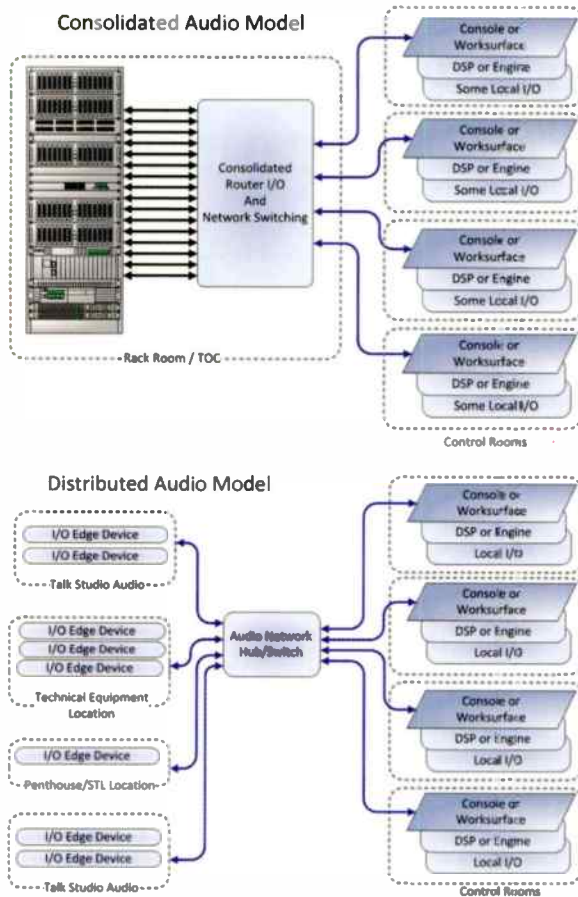 Consolidated Audio Model
Console or
Worksurface
DSP or Engine
Some Local I/O
Console or
Worksurface
DSP or Engine
Some Local I/O
Consolidated
Router I/O
And
Network Switching
Console or
Worksurface
DSP or Engine
Some Local I/O
Console or
Worksurface
DSP or Engine
Some Local I/O
Rack Room / TOC
Control Rooms
Distributed Audio Model
I/O Edge Device
I/O Edge Device
Talk Studio Audio
I/O Edge Device
I/O Edge Device
I/O Edge Device
Technical Equipment
Location
I/O Edge Device
Penthouse/STL Location
I/O Edge Device
I/O Edge Device
Talk Studio Audio
Audio Network
Hub/Switch
Console or
Worksurface
DSP or Engine
Local I/O
Console or
Worksurface
DSP or Engine
Local I/O
Console or
Worksurface
DSP or Engine
Local I/O
Console or
Worksurface
DSP or Engine
Local I/O
Control Rooms